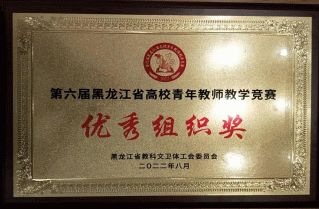 第六届黑龙江省高校青年教师教学竞赛
优秀组织奖
黑龙江省教科文卫体工会委员会
二〇二二年八月